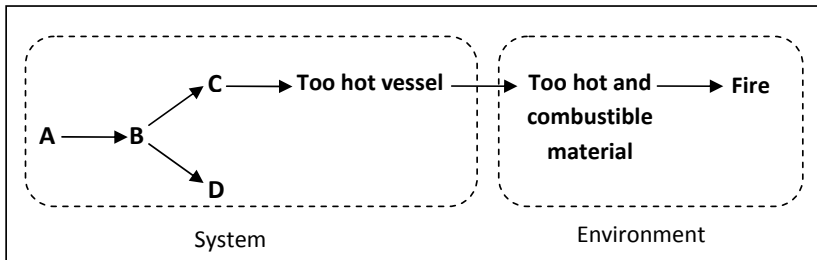 C
Too hot vessel
Too hot and
combustible
material
Fire
A
B
D
System
Environment